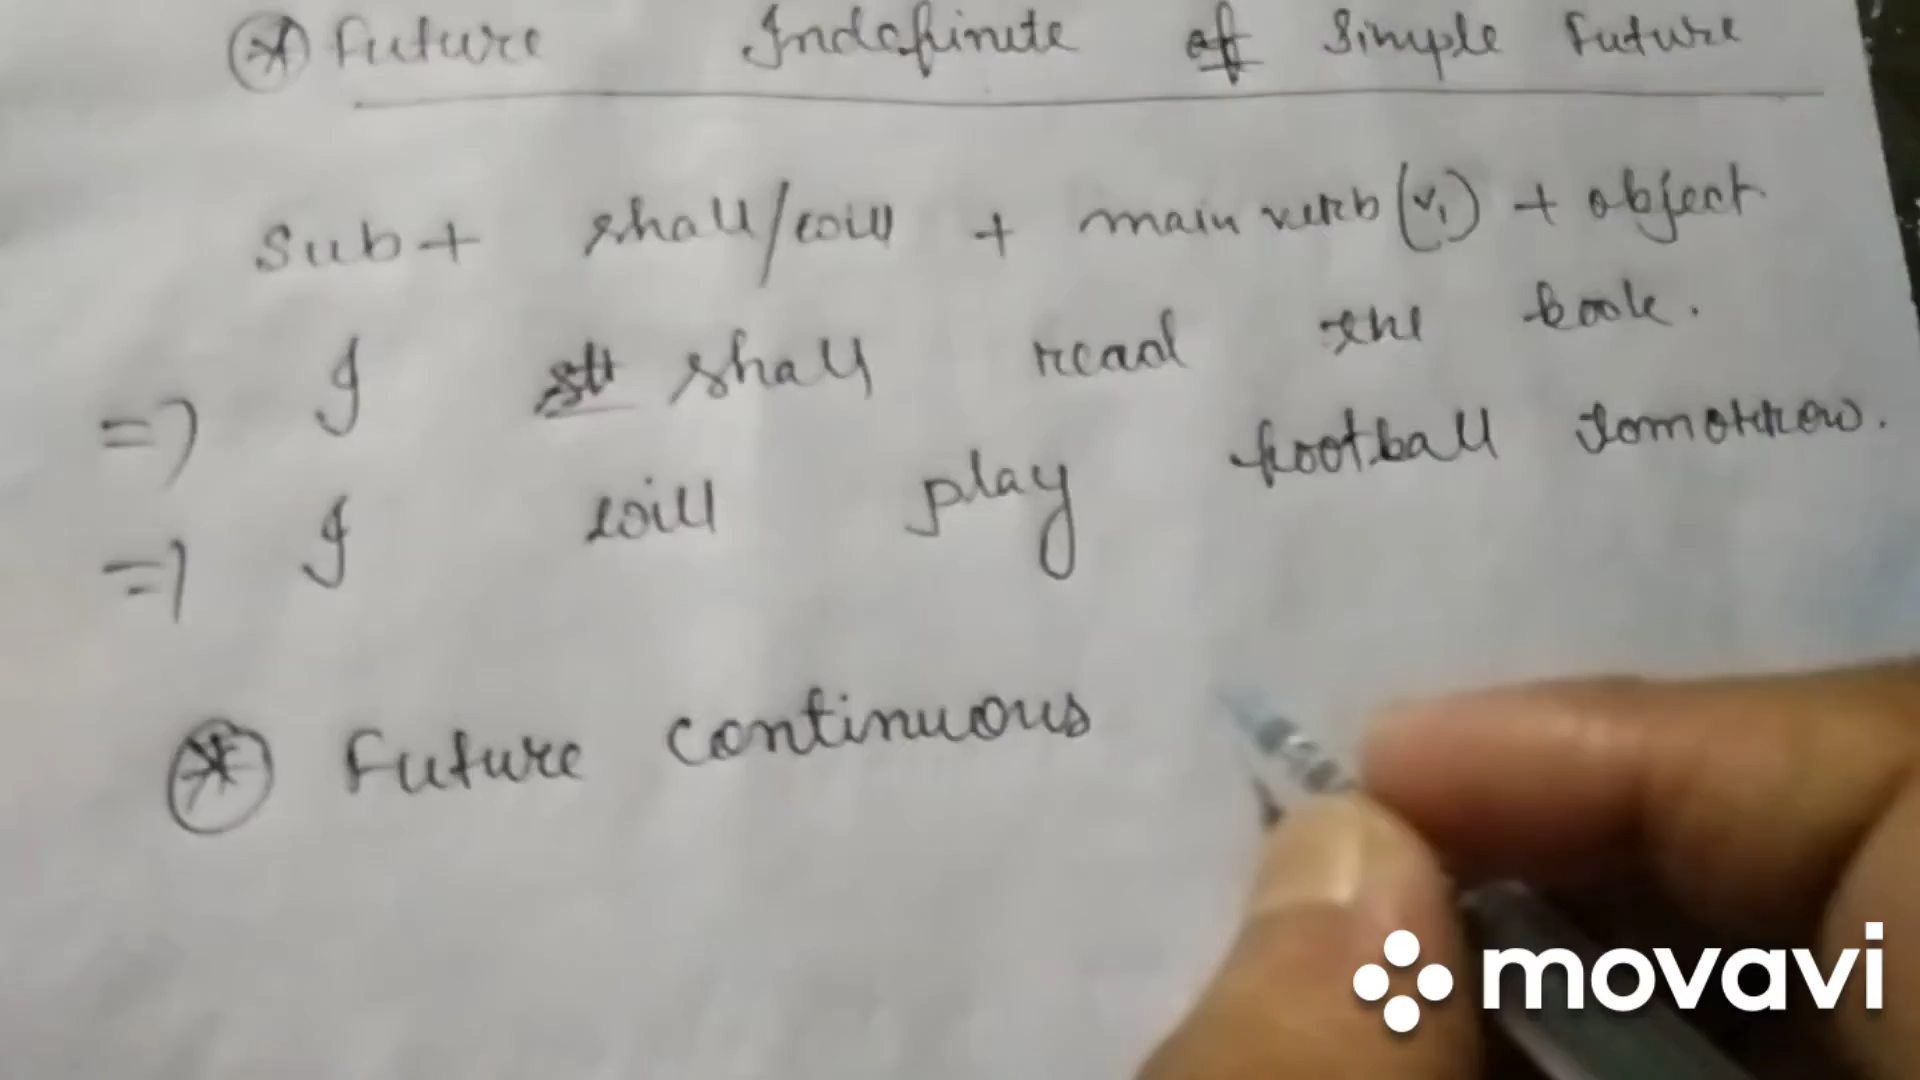 * Future Indefinite of Simple Future
Sub + shall/will + main verb (v1) + object
=> I shall read the book.
=> I will play football tomorrow.
* Future continuous
movavi